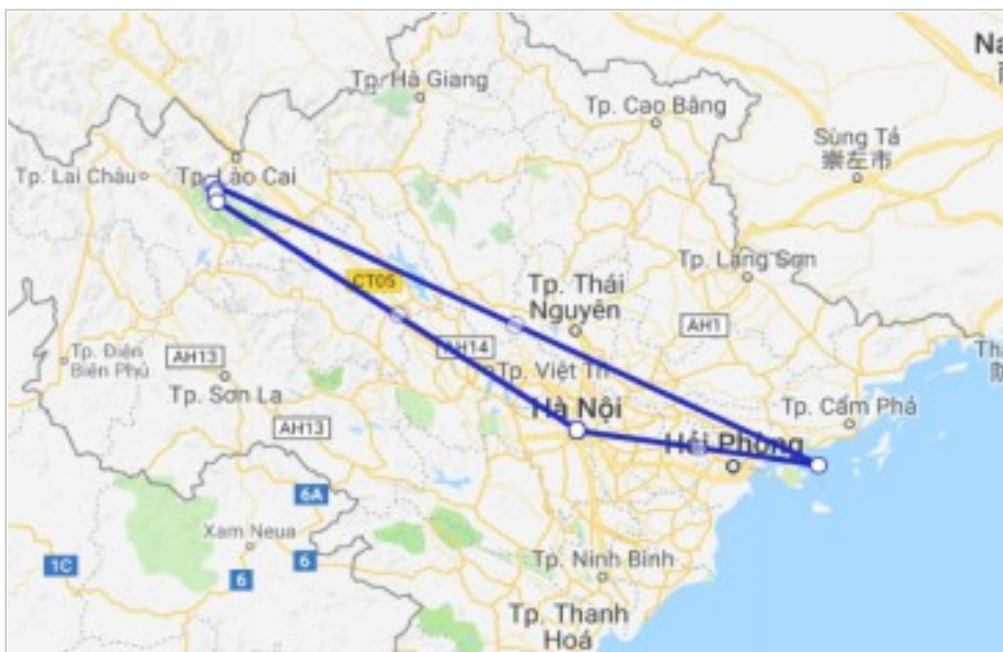 Na
Tp. Hà Giang
Tp. Cao Bằng
Sùng Tả
崇左市
Tp. Lai Châu
Tp. Lào Cai
Tp. Lạng Sơn
CT05
Tp. Thái
Nguyên
AH1
Tp. Điện
Biên Phủ
AH13
AH14
Tp. Việt Trì
Tp. Sơn La
Hà Nội
Tp. Cẩm Phả
AH13
Hải Phòng
6A
Xam Neua
1C
6
6
Tp. Ninh Bình
Tp. Thanh
Hoá